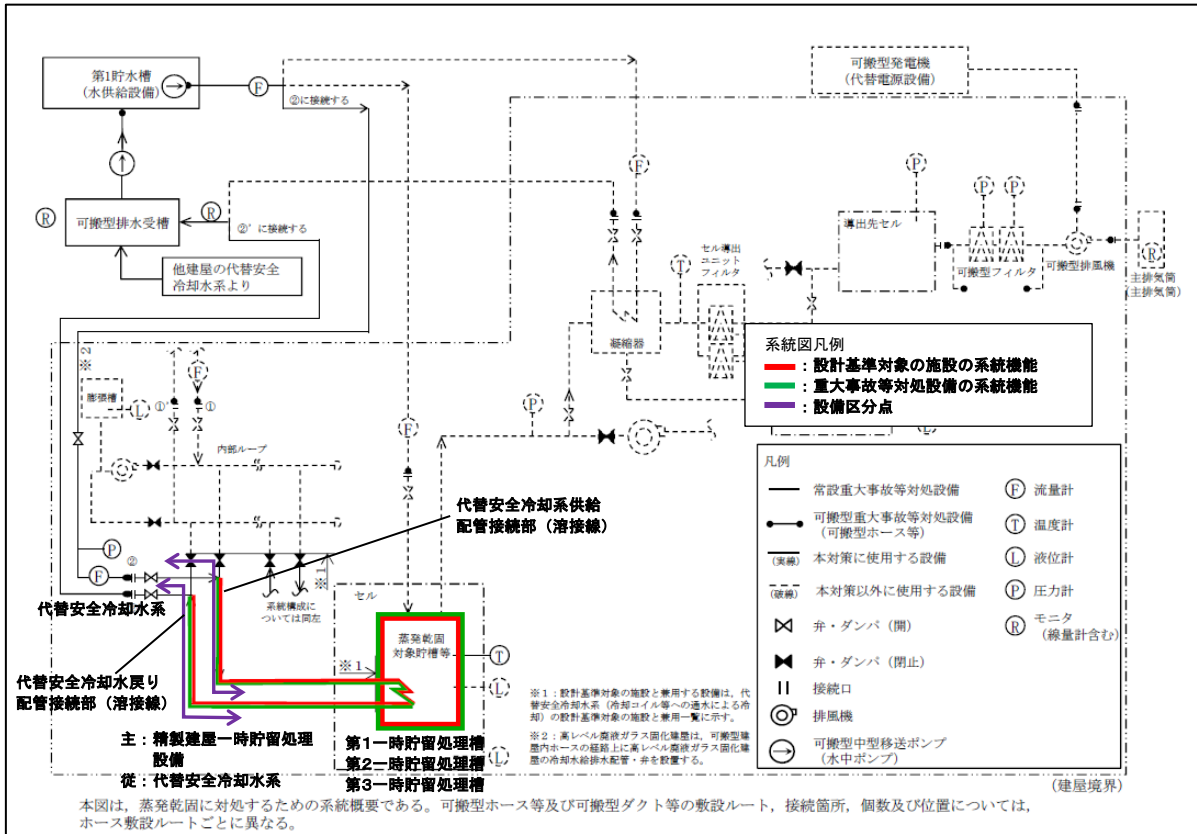 第1貯水槽
(水供給設備)
F
②に接続する
可搬型発電機
(代替電源設備)
F
P
P
P
R
可搬型排水受槽
R
②'に接続する
他建屋の代替安全
冷却水系より
セル導出
ユニット
フィルタ
T
導出先セル
可搬型フィルタ
可搬型排風機
R
主排気筒
(主排気筒)
凝縮器
※2
膨張槽
L
F
①'
①
F
P
内部ループ
系統図凡例
:設計基準対象の施設の系統機能
:重大事故等対処設備の系統機能
:設備区分点
L
代替安全冷却系供給
配管接続部(溶接線)
P
②
F
代替安全冷却水系
系統構成に
ついては同左
※1
セル
蒸発乾固
対象貯槽等
T
L
※1
代替安全冷却水戻り
配管接続部(溶接線)
主:精製建屋一時貯留処理
設備
従:代替安全冷却水系
第1一時貯留処理槽
第2一時貯留処理槽
第3一時貯留処理槽
L
※1:設計基準対象の施設と兼用する設備は,代
替安全冷却水系(冷却コイル等への通水による冷
却)の設計基準対象の施設と兼用一覧に示す。
※2:高レベル廃液ガラス固化建屋は,可搬型建
屋内ホースの経路上に高レベル廃液ガラス固化建
屋の冷却水給排水配管・弁を設置する。
凡例
常設重大事故等対処設備
可搬型重大事故等対処設備
(可搬型ホース等)
(実線) 本対策に使用する設備
(破線) 本対策以外に使用する設備
弁・ダンパ(開)
弁・ダンパ(閉止)
接続口
排風機
可搬型中型移送ポンプ
(水中ポンプ)
F 流量計
T 温度計
L 液位計
P 圧力計
R モニタ
(線量計含む)
(建屋境界)
本図は,蒸発乾固に対処するための系統概要である。可搬型ホース等及び可搬型ダクト等の敷設ルート,接続箇所,個数及び位置については,
ホース敷設ルートごとに異なる。